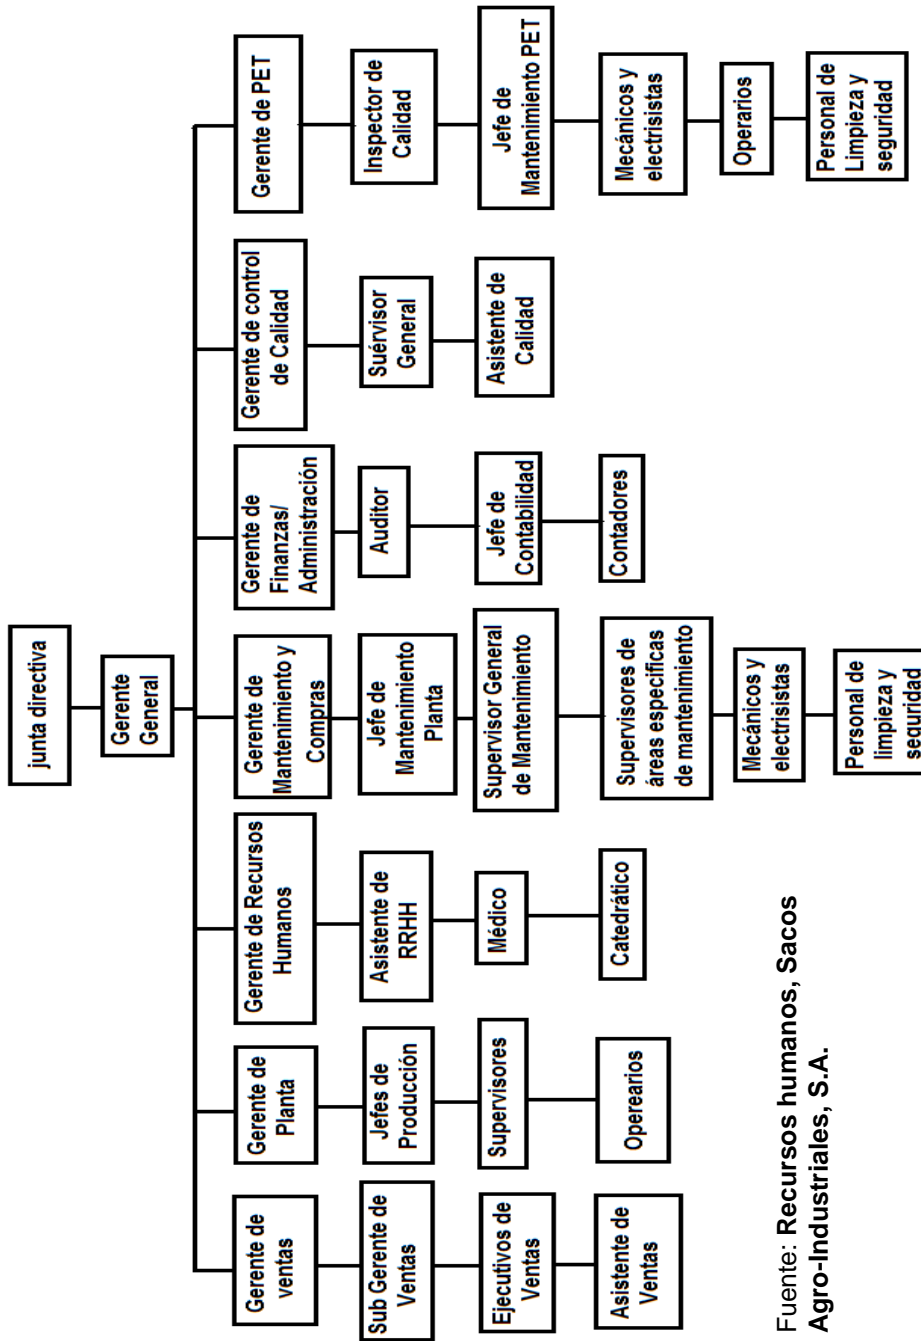 junta directiva
Gerente
General
Gerente de
ventas
Gerente de
Planta
Gerente de Recursos
Humanos
Gerente de
Mantenimiento y
Compras
Gerente de
Finanzas/
Administración
Gerente de control
de Calidad
Gerente de PET
Sub Gerente de
Ventas
Jefes de
Producción
Asistente de
RRHH
Jefe de
Mantenimiento
Planta
Auditor
Suérvisor
General
Inspector de
Calidad
Ejecutivos de
Ventas
Supervisores
Médico
Supervisor General
de Mantenimiento
Jefe de
Contabilidad
Asistente de
Calidad
Jefe de
Mantenimiento PET
Asistente de
Ventas
Operearios
Catedrático
Supervisores de
áreas especificas
de mantenimiento
Contadores
Mecánicos y
electrisistas
Mecánicos y
electrisistas
Operarios
Personal de
limpieza y
seguridad
Personal de
Limpieza y
seguridad
Fuente: Recursos humanos, Sacos
Agro-Industriales, S.A.